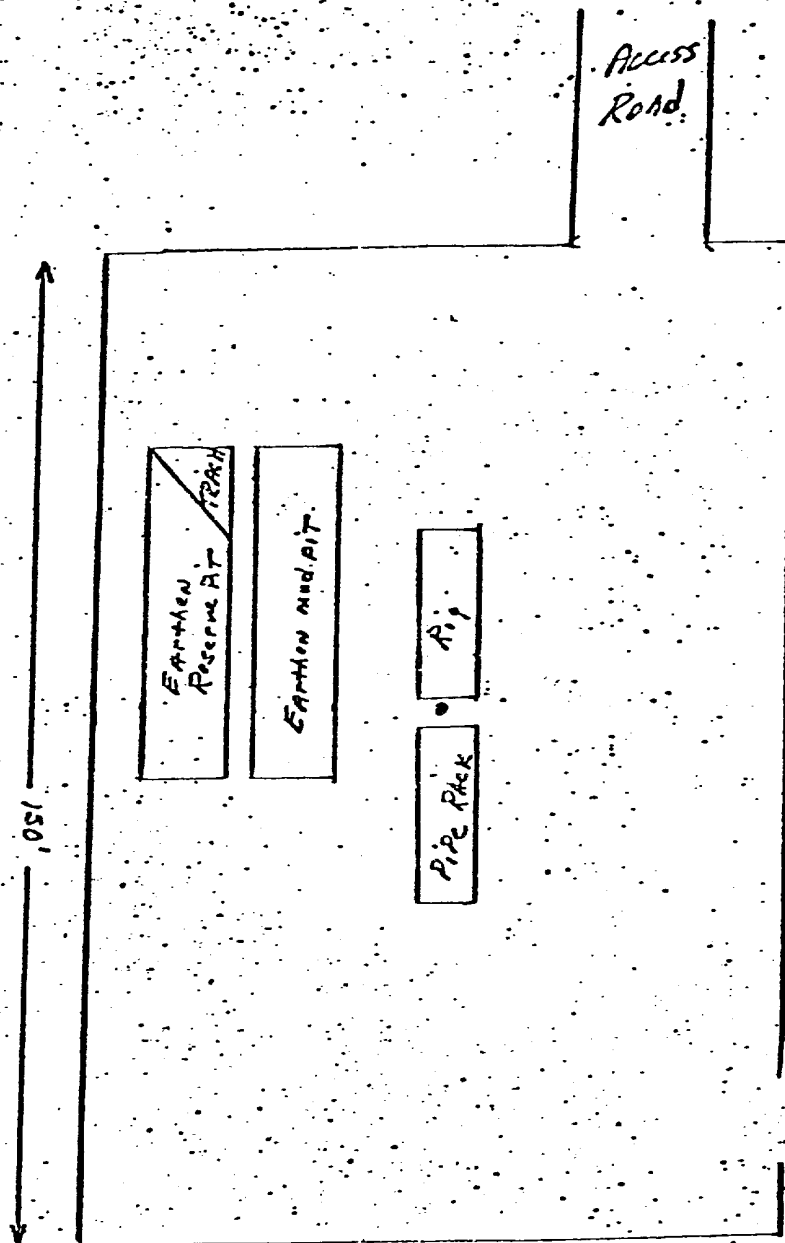 Access
Road
TRASH
EARTHEN
Reserve PIT
EARTHEN MUD PIT.
Rig
Pipe Rack
150'